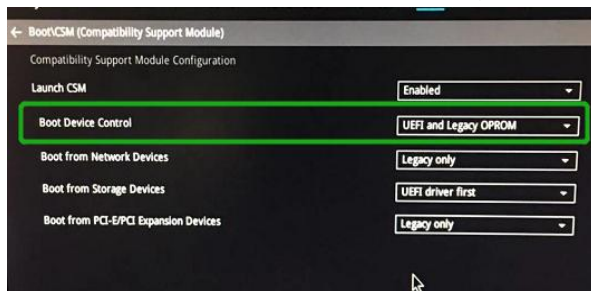 Boot\CSM (Compatibility Support Module)
Compatibility Support Module Configuration
Launch CSM Enabled
Boot Device Control UEFI and Legacy OPROM
Boot from Network Devices Legacy only
Boot from Storage Devices UEFI driver first
Boot from PCI-E/PCI Expansion Devices Legacy only